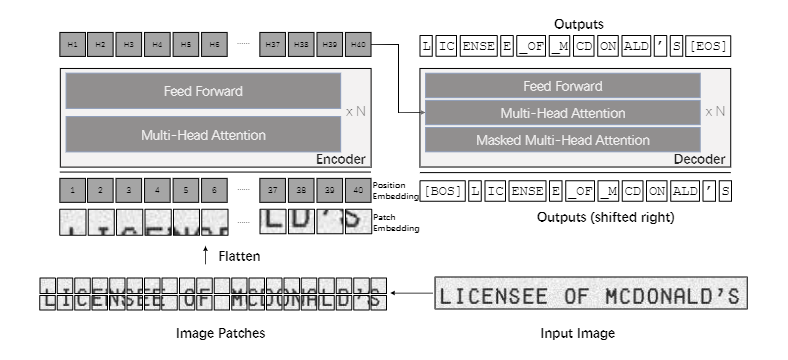 Outputs
H1 H2 H3 H4 H5 H6 ...... H37 H38 H39 H40
L IC ENSE E _OF _M CD ON ALD ' S [EOS]
Feed Forward
Multi-Head Attention
x N
Encoder
Feed Forward
Multi-Head Attention
Masked Multi-Head Attention
x N
Decoder
1 2 3 4 5 6 ...... 37 38 39 40
Position Embedding
[BOS] L IC ENSE E _OF _M CD ON ALD ' S
Patch Embedding
LICENSE
......
LD'S
Outputs (shifted right)
Flatten
LICENSEE OF MCDONALD'S
LICENSEE OF MCDONALD'S
Image Patches
Input Image